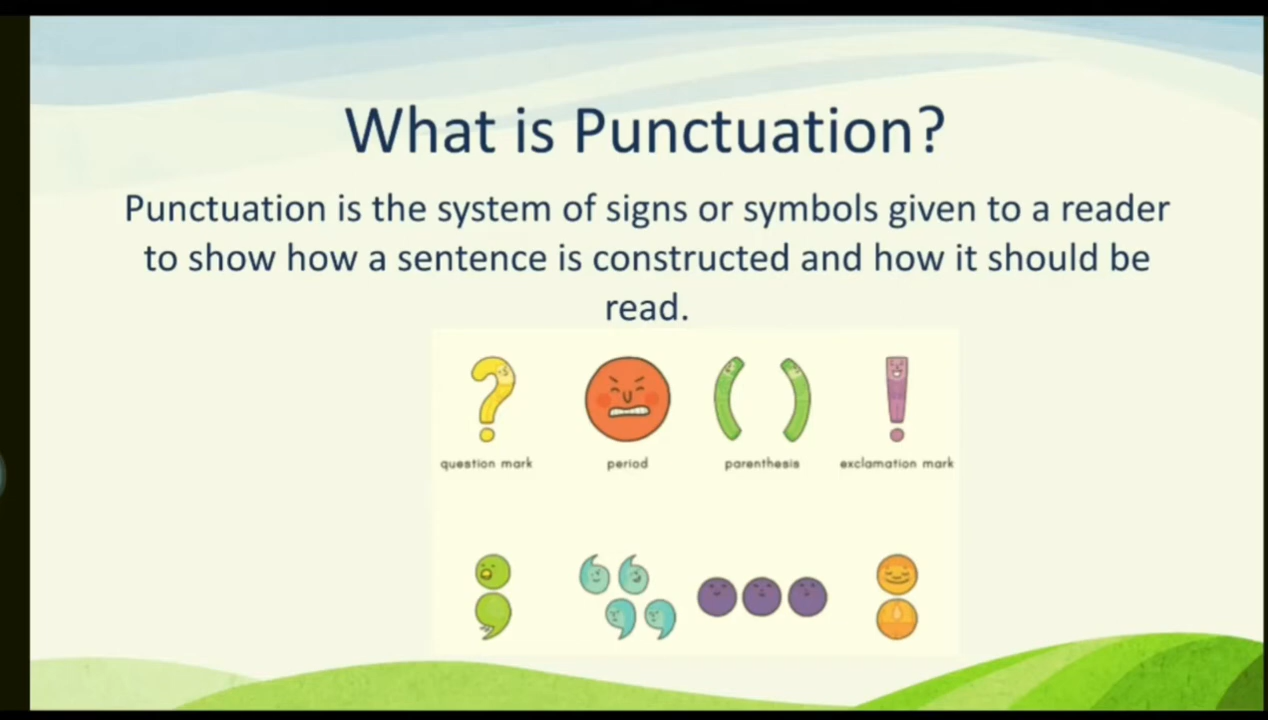 What is Punctuation?
Punctuation is the system of signs or symbols given to a reader
to show how a sentence is constructed and how it should be
read.
question mark
period
parenthesis
exclamation mark